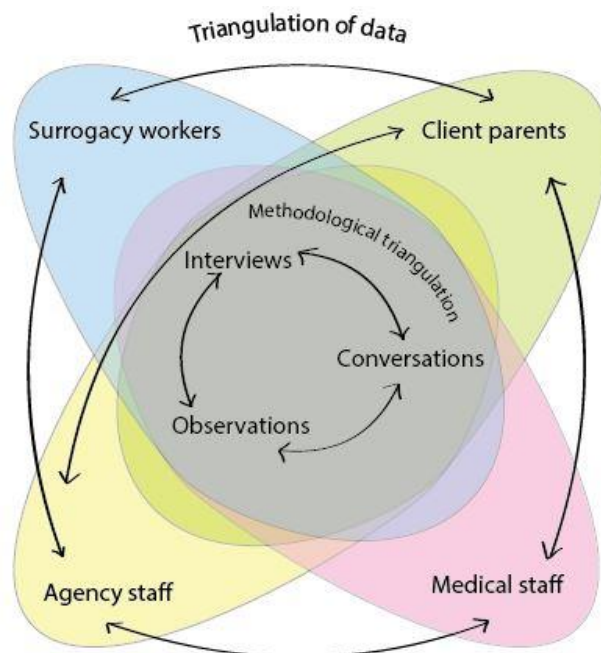 Triangulation of data
Surrogacy workers
Client parents
Methodological triangulation
Interviews
Conversations
Observations
Agency staff
Medical staff